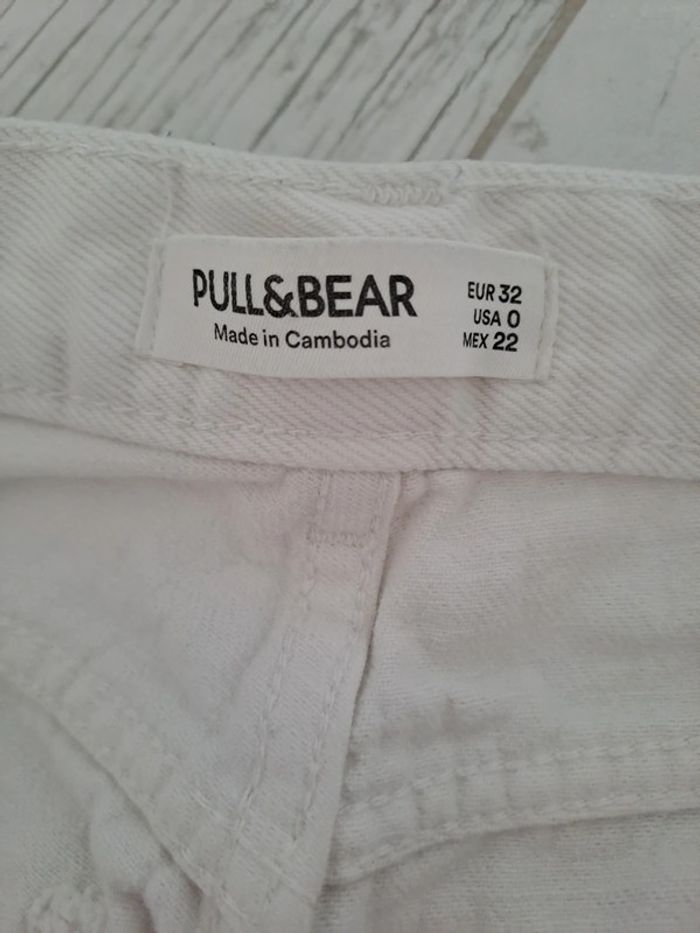 PULL&BEAR
Made in Cambodia
EUR 32
USA 0
MEX 22